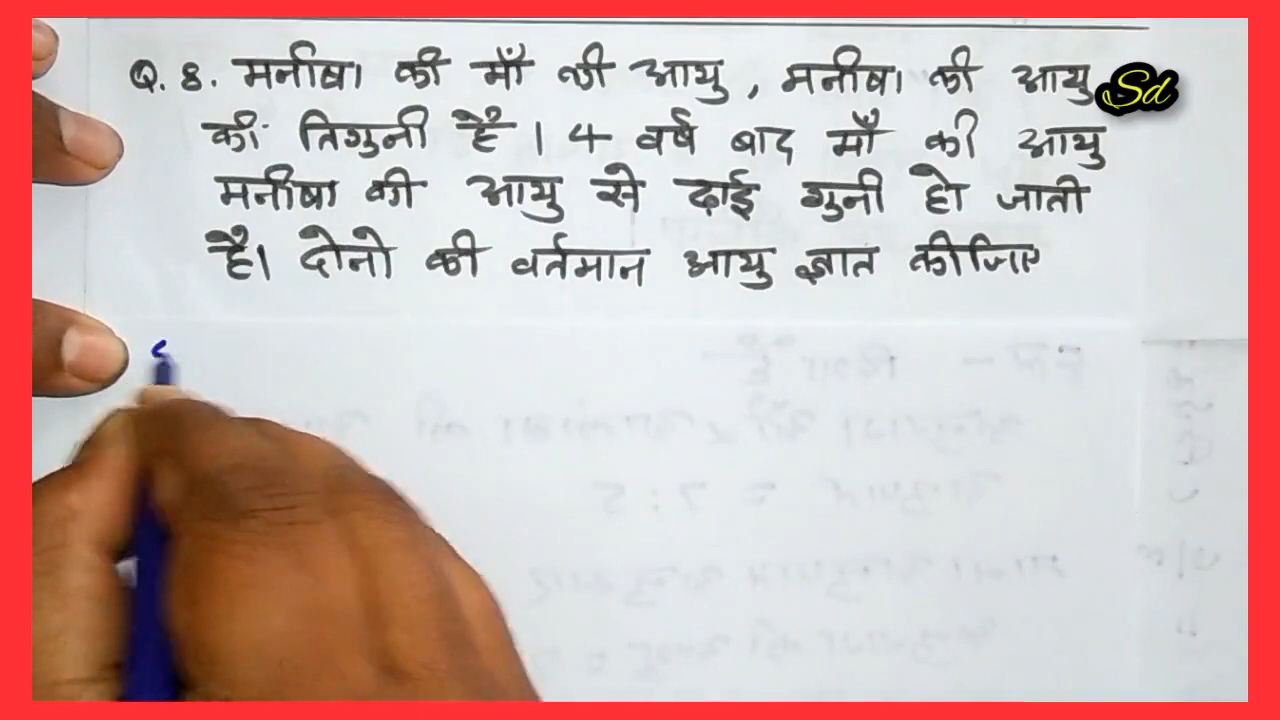 Q. 8. मनीषा की माँ की आयु, मनीषा की आयु
की तिगुनी है। 4 वर्ष बाद माँ की आयु
मनीषा की आयु से ढाई गुनी हो जाती
है। दोनो की वर्तमान आयु ज्ञात कीजिए
Sd